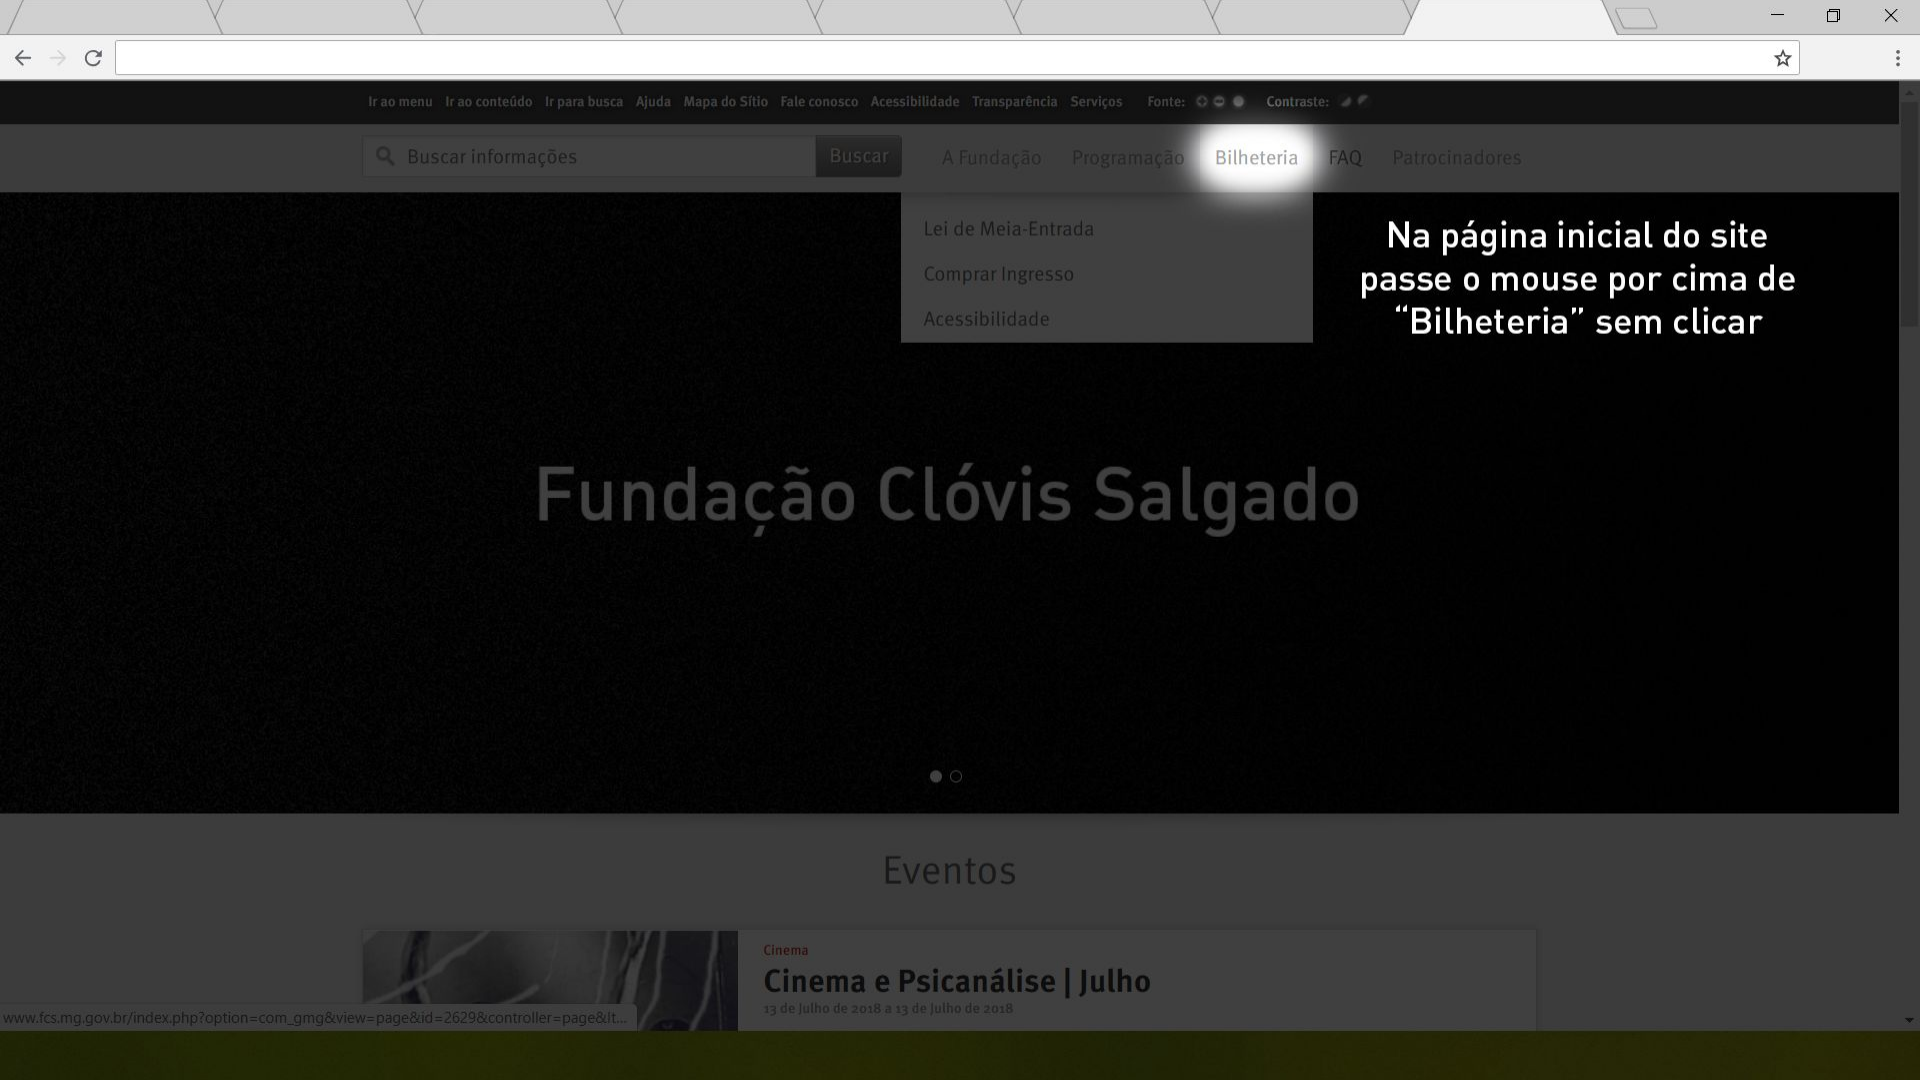 Ir ao menu Ir ao conteúdo Ir para busca Ajuda Mapa do Sítio Fale conosco Acessibilidade Transparência Serviços Fonte: Contraste:
Buscar informações Buscar A Fundação Programação Bilheteria FAQ Patrocinadores
Lei de Meia-Entrada
Comprar Ingresso
Acessibilidade
Na página inicial do site
passe o mouse por cima de
“Bilheteria” sem clicar
Fundação Clóvis Salgado
Eventos
Cinema
Cinema e Psicanálise | Julho
13 de Julho de 2018 a 13 de Julho de 2018
www.fcs.mg.gov.br/index.php?option=com_gmg&view=page&id=2629&controller=page&lt...